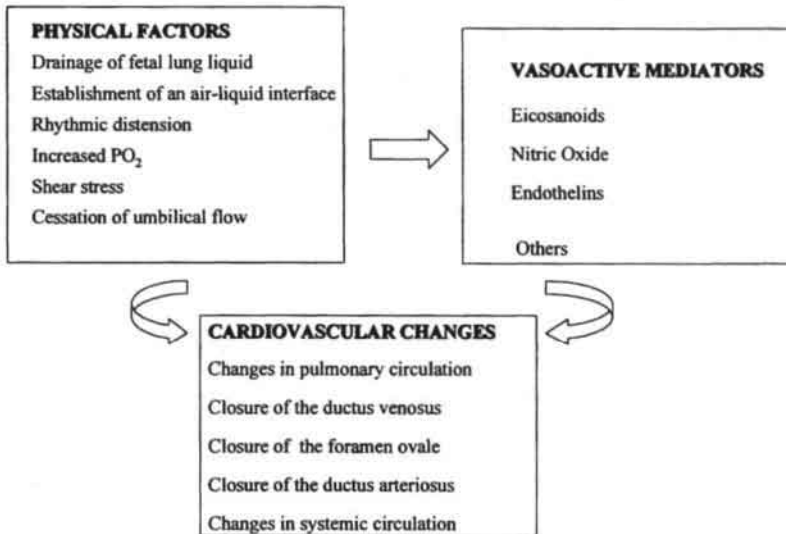 PHYSICAL FACTORS
Drainage of fetal lung liquid
Establishment of an air-liquid interface
Rhythmic distension
Increased PO₂
Shear stress
Cessation of umbilical flow
VASOACTIVE MEDIATORS
Eicosanoids
Nitric Oxide
Endothelins
Others
CARDIOVASCULAR CHANGES
Changes in pulmonary circulation
Closure of the ductus venosus
Closure of the foramen ovale
Closure of the ductus arteriosus
Changes in systemic circulation